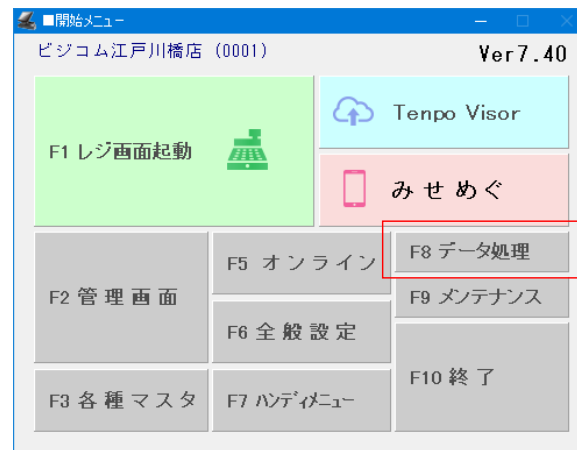 ■開始メニュー
ビジコム江戸川橋店 (0001)
Ver7.40
F1 レジ画面起動
Tenpo Visor
みせめぐ
F2 管理画面
F5 オンライン
F8 データ処理
F9 メンテナンス
F6 全般設定
F10 終了
F3 各種マスタ
F7 ハンディメニュー